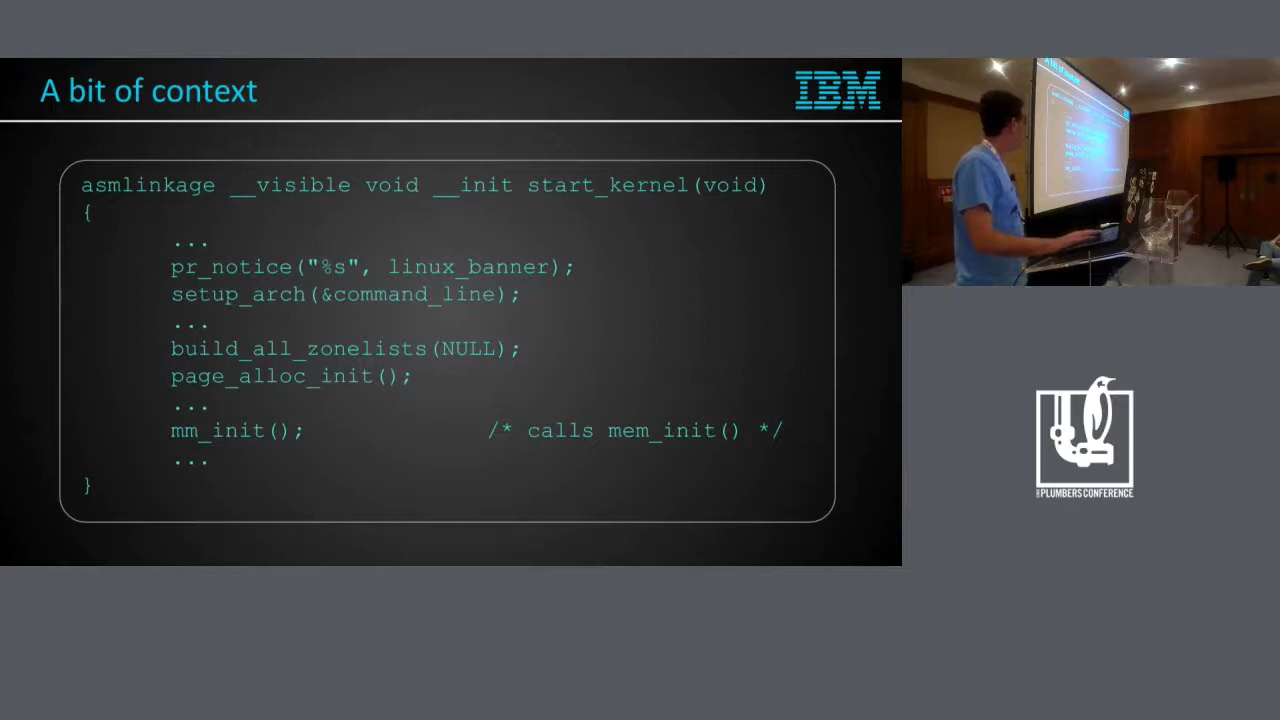 A bit of context
IBM
asmlinkage __visible void __init start_kernel(void)
{
...
pr_notice("%s", linux_banner);
setup_arch(&command_line);
...
build_all_zonelists(NULL);
page_alloc_init();
...
mm_init(); /* calls mem_init() */
...
}
PLUMBERS CONFERENCE